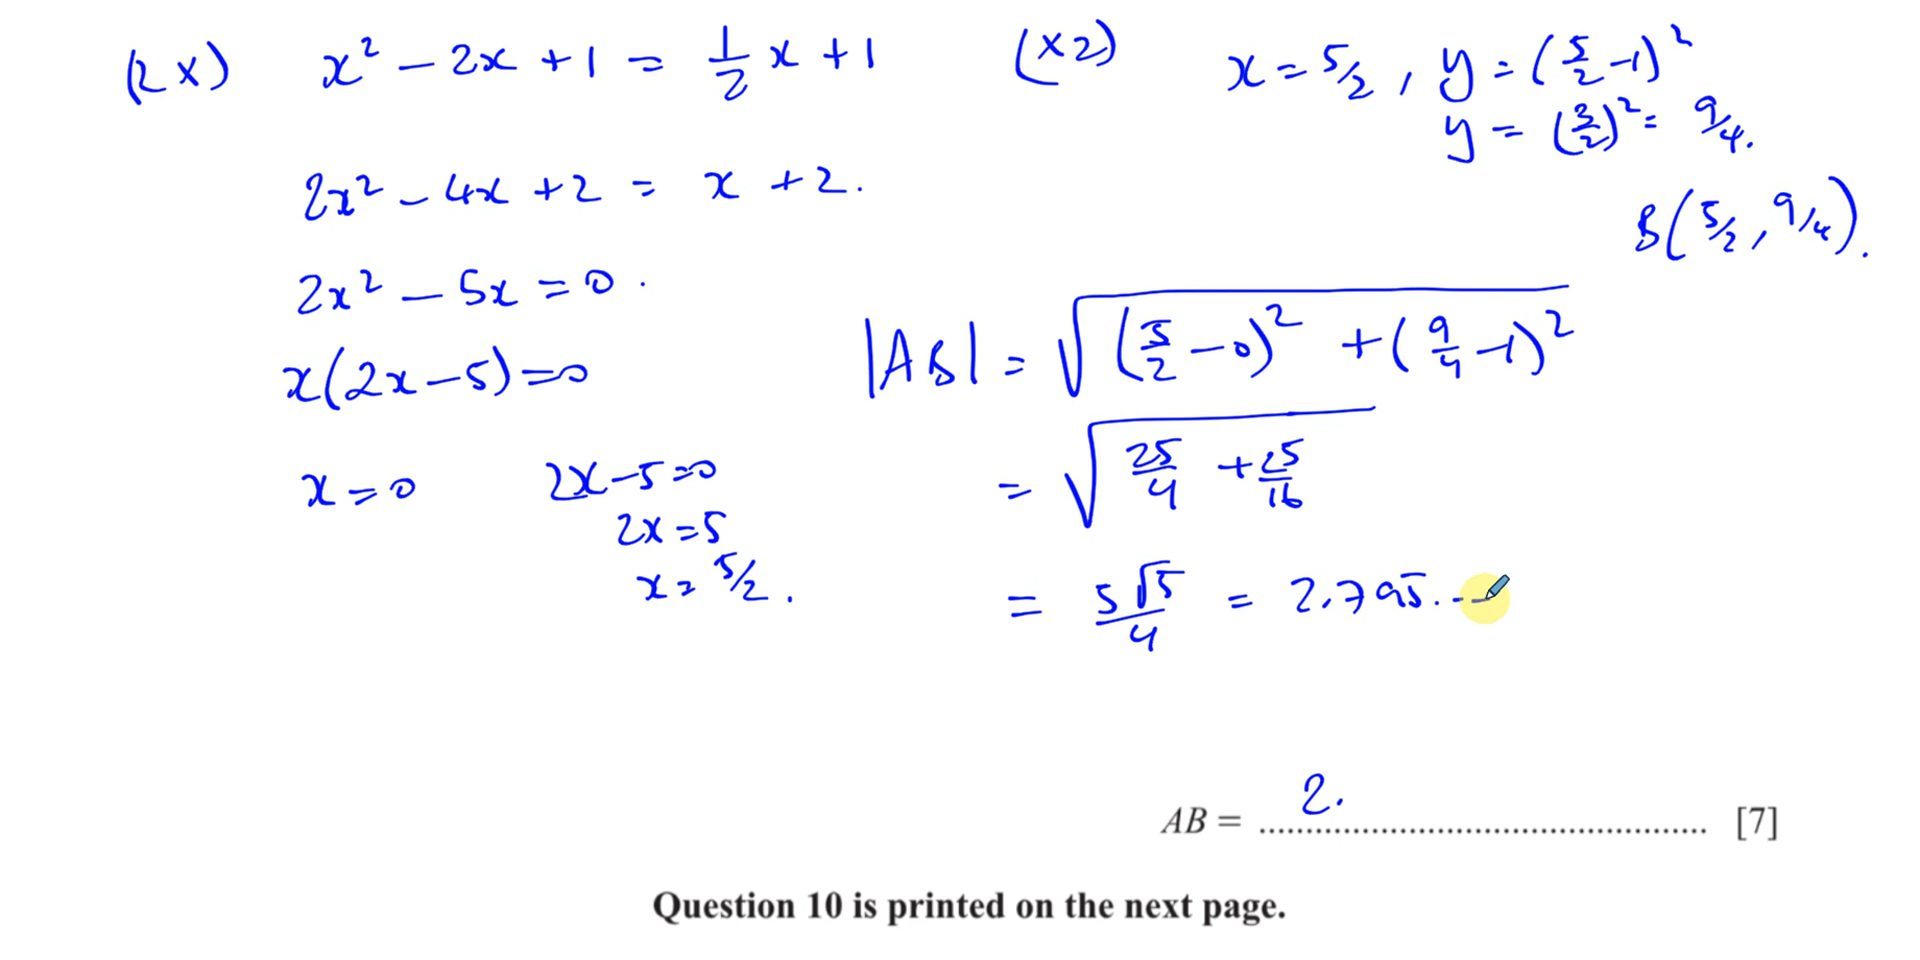 (2×) x² - 2x + 1 = ½x + 1 (×2)
2x² - 4x + 2 = x + 2.
2x² - 5x = 0.
x(2x - 5) = 0
x = 0 2x - 5 = 0
2x = 5
x = 5/2.
x = 5/2, y = (5/2 - 1)²
y = (3/2)² = 9/4.
B(5/2, 9/4).
|AB| = √((5/2 - 0)² + (9/4 - 1)²)
= √(25/4 + 25/16)
= 5√5/4 = 2.795...
AB = 2. [7]
Question 10 is printed on the next page.